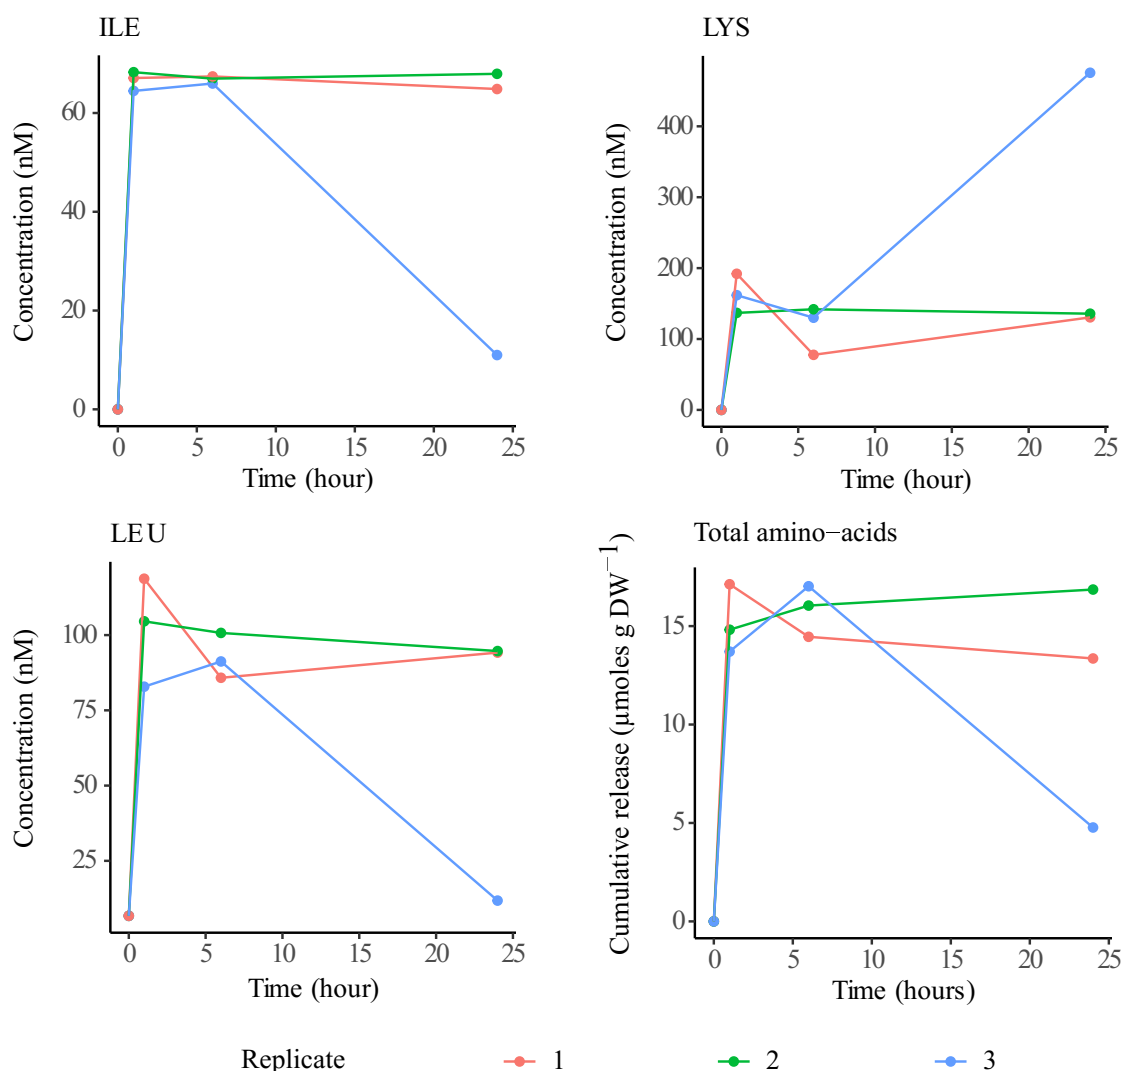 ILE
Concentration (nM)
60
40
20
0
0 5 10 15 20 25
Time (hour)
LYS
Concentration (nM)
400
300
200
100
0
0 5 10 15 20 25
Time (hour)
LEU
Concentration (nM)
100
75
50
25
0 5 10 15 20 25
Time (hour)
Total amino−acids
Cumulative release (µmoles g DW⁻¹)
15
10
5
0
0 5 10 15 20 25
Time (hours)
Replicate 1 2 3